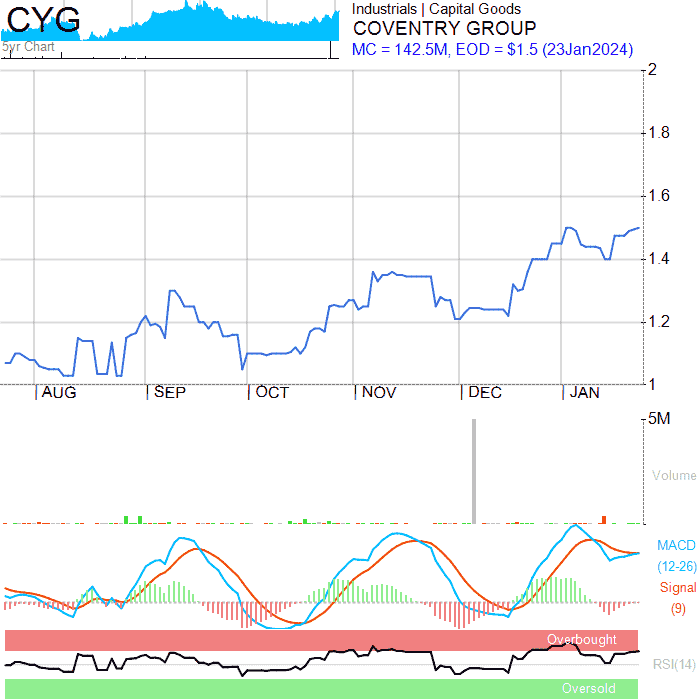 CYG
5yr Chart
Industrials | Capital Goods
COVENTRY GROUP
MC = 142.5M, EOD = $1.5 (23Jan2024)
2
1.8
1.6
1.4
1.2
1
AUG SEP OCT NOV DEC JAN
5M
Volume
MACD
(12-26)
Signal
(9)
Overbought
RSI(14)
Oversold